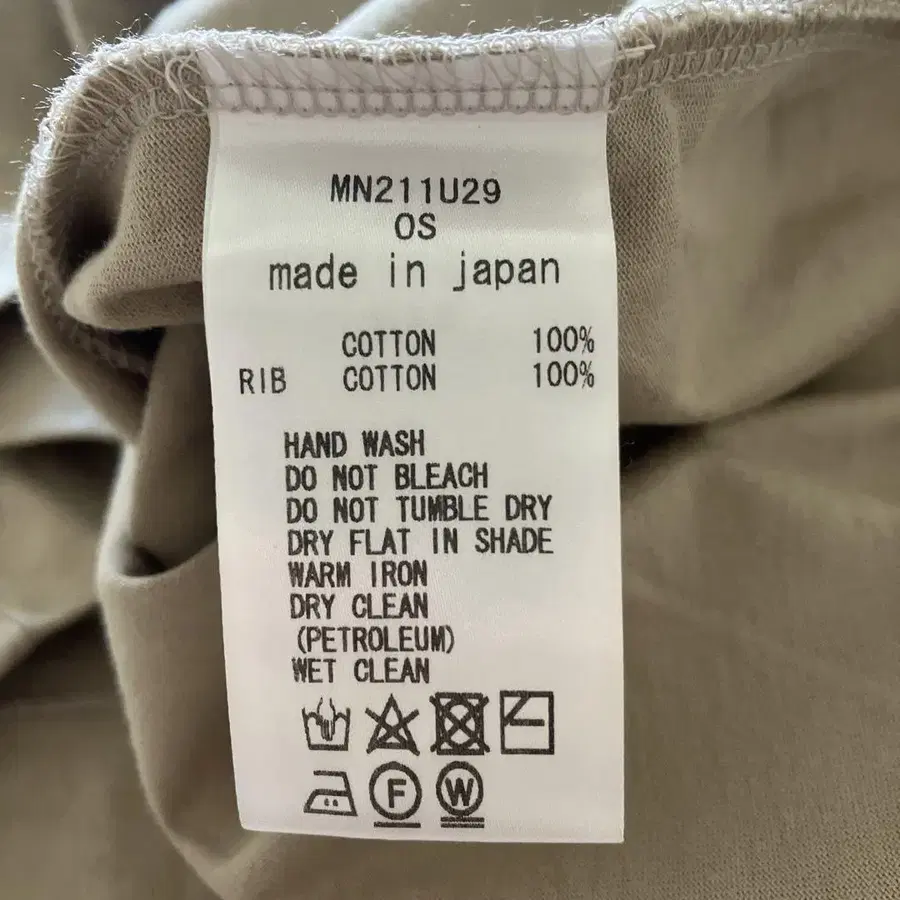 MN211U29
OS
made in japan
COTTON 100%
RIB COTTON 100%
HAND WASH
DO NOT BLEACH
DO NOT TUMBLE DRY
DRY FLAT IN SHADE
WARM IRON
DRY CLEAN
(PETROLEUM)
WET CLEAN
F W